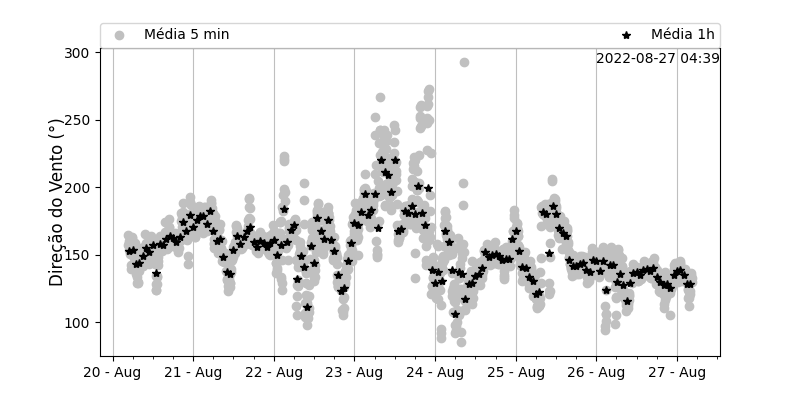 Média 5 min
Média 1h
2022-08-27 04:39
Direção do Vento (°)
300
250
200
150
100
20 - Aug
21 - Aug
22 - Aug
23 - Aug
24 - Aug
25 - Aug
26 - Aug
27 - Aug